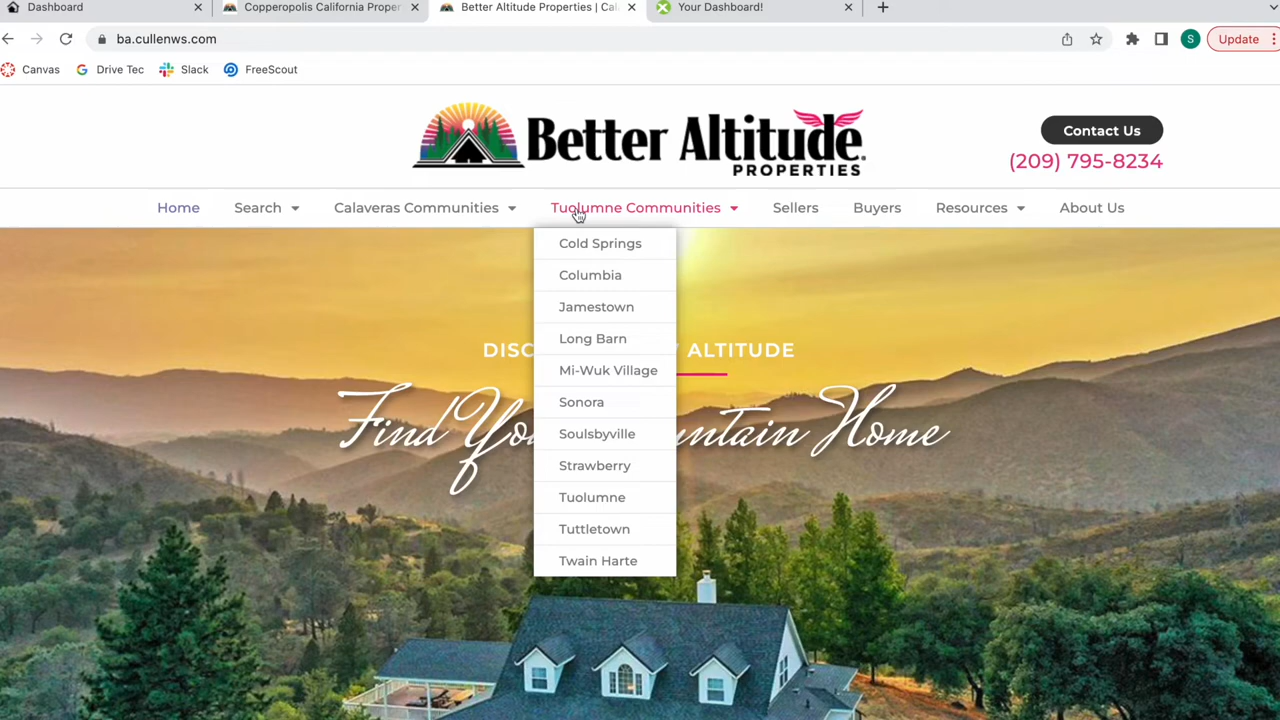 Dashboard
Copperopolis California Proper
Better Altitude Properties | Cal
Your Dashboard!
ba.cullenws.com
S
Update
Canvas
Drive Tec
Slack
FreeScout
Better Altitude
PROPERTIES
Contact Us
(209) 795-8234
Home
Search
Calaveras Communities
Tuolumne Communities
Sellers
Buyers
Resources
About Us
Cold Springs
Columbia
Jamestown
Long Barn
Mi-Wuk Village
Sonora
Soulsbyville
Strawberry
Tuolumne
Tuttletown
Twain Harte
DISC ALTITUDE
Find Yo untain Home